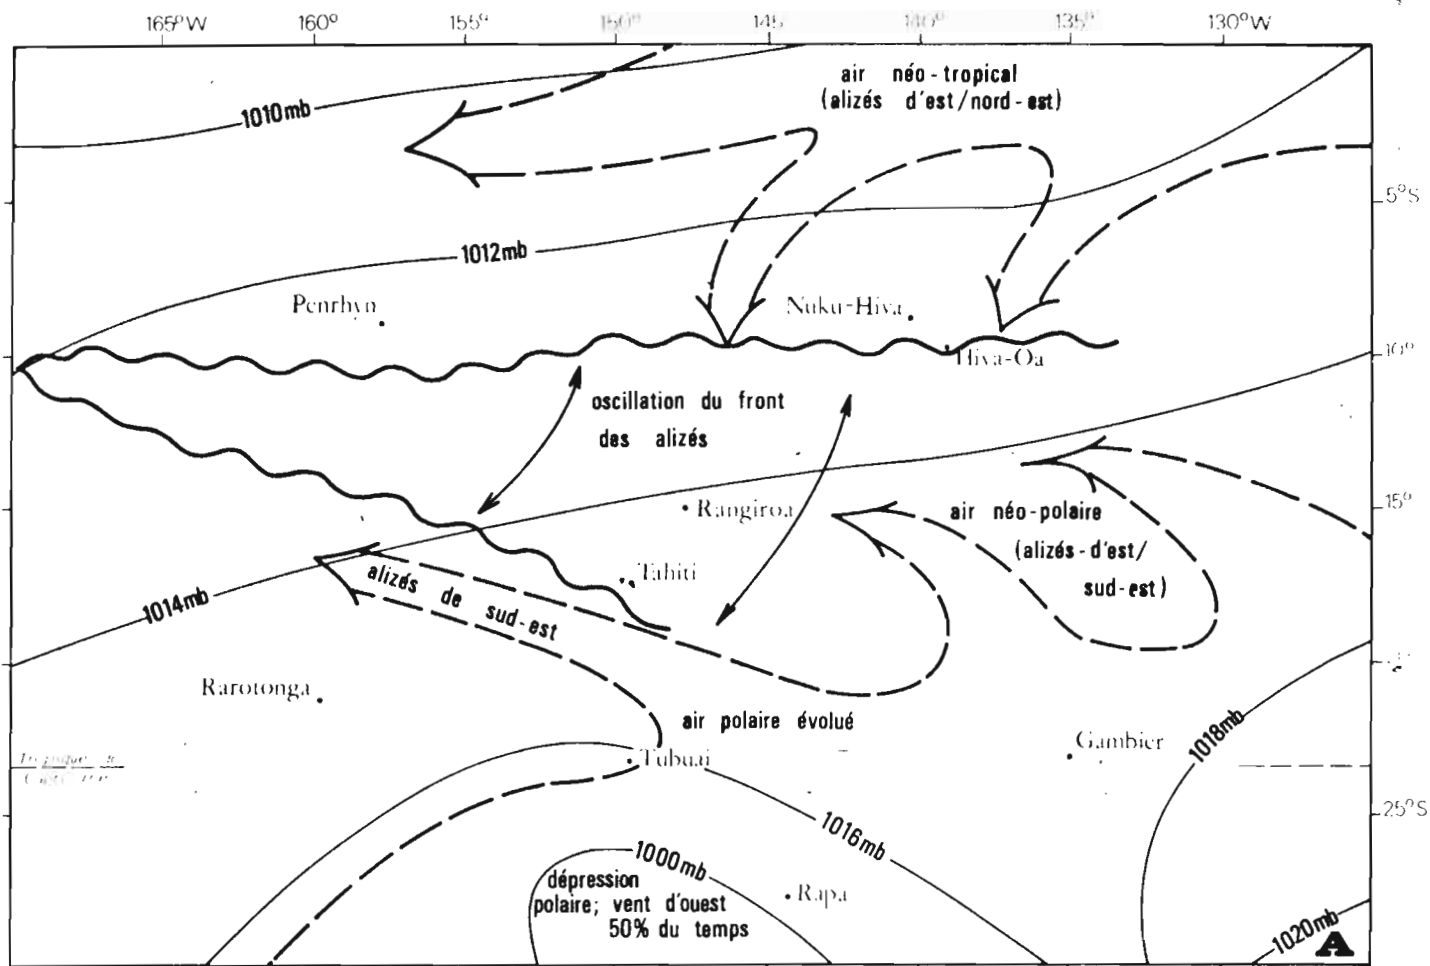 165°W 160° 155° 150° 145° 140° 135° 130°W
air néo-tropical
(alizés d'est/nord-est)
1010mb
5°S
1012mb
Penrhyn
Nuku-Hiva
10°
Hiva-Oa
oscillation du front
des alizés
15°
Rangiroa
air néo-polaire
(alizés-d'est/
sud-est)
Tahiti
alizés de sud-est
1014mb
Rarotonga
air polaire évolué
1018mb
Gambier
Tubuai
25°S
1016mb
1000mb
dépression
polaire; vent d'ouest
50% du temps
Rapa
1020mb
A